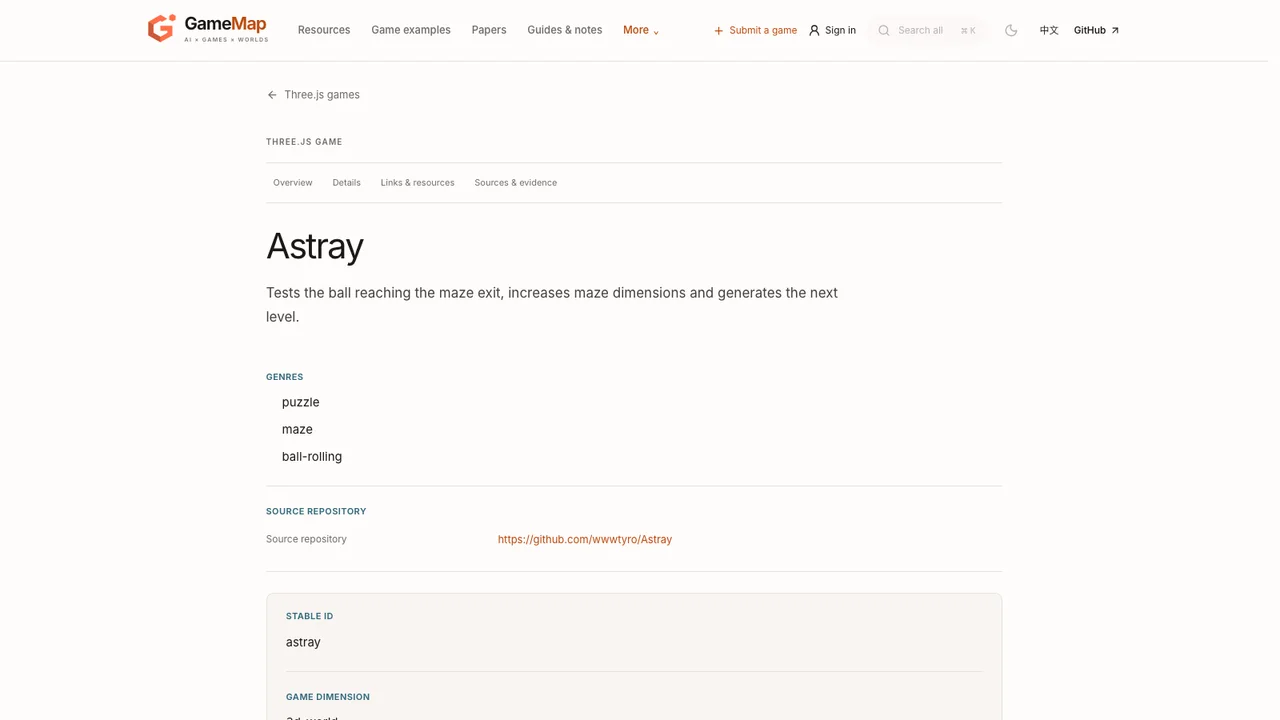 GameMap
AI × GAMES × WORLDS
Resources
Game examples
Papers
Guides & notes
More
+ Submit a game
Sign in
Search all
⌘ K
中文
GitHub ↗
← Three.js games
THREE.JS GAME
Overview
Details
Links & resources
Sources & evidence
Astray
Tests the ball reaching the maze exit, increases maze dimensions and generates the next
level.
GENRES
puzzle
maze
ball-rolling
SOURCE REPOSITORY
Source repository
https://github.com/wwwtyro/Astray
STABLE ID
astray
GAME DIMENSION
3d-world